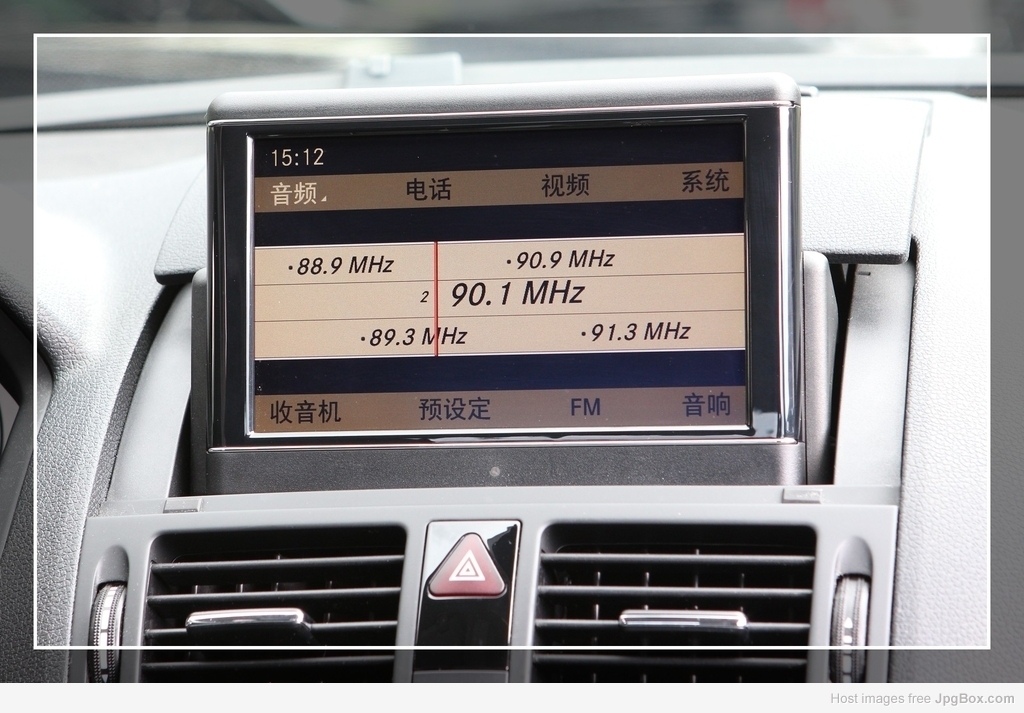 15:12
音频 电话 视频 系统
·88.9 MHz ·90.9 MHz
2 90.1 MHz
·89.3 MHz ·91.3 MHz
收音机 预设定 FM 音响
Host images free JpgBox.com